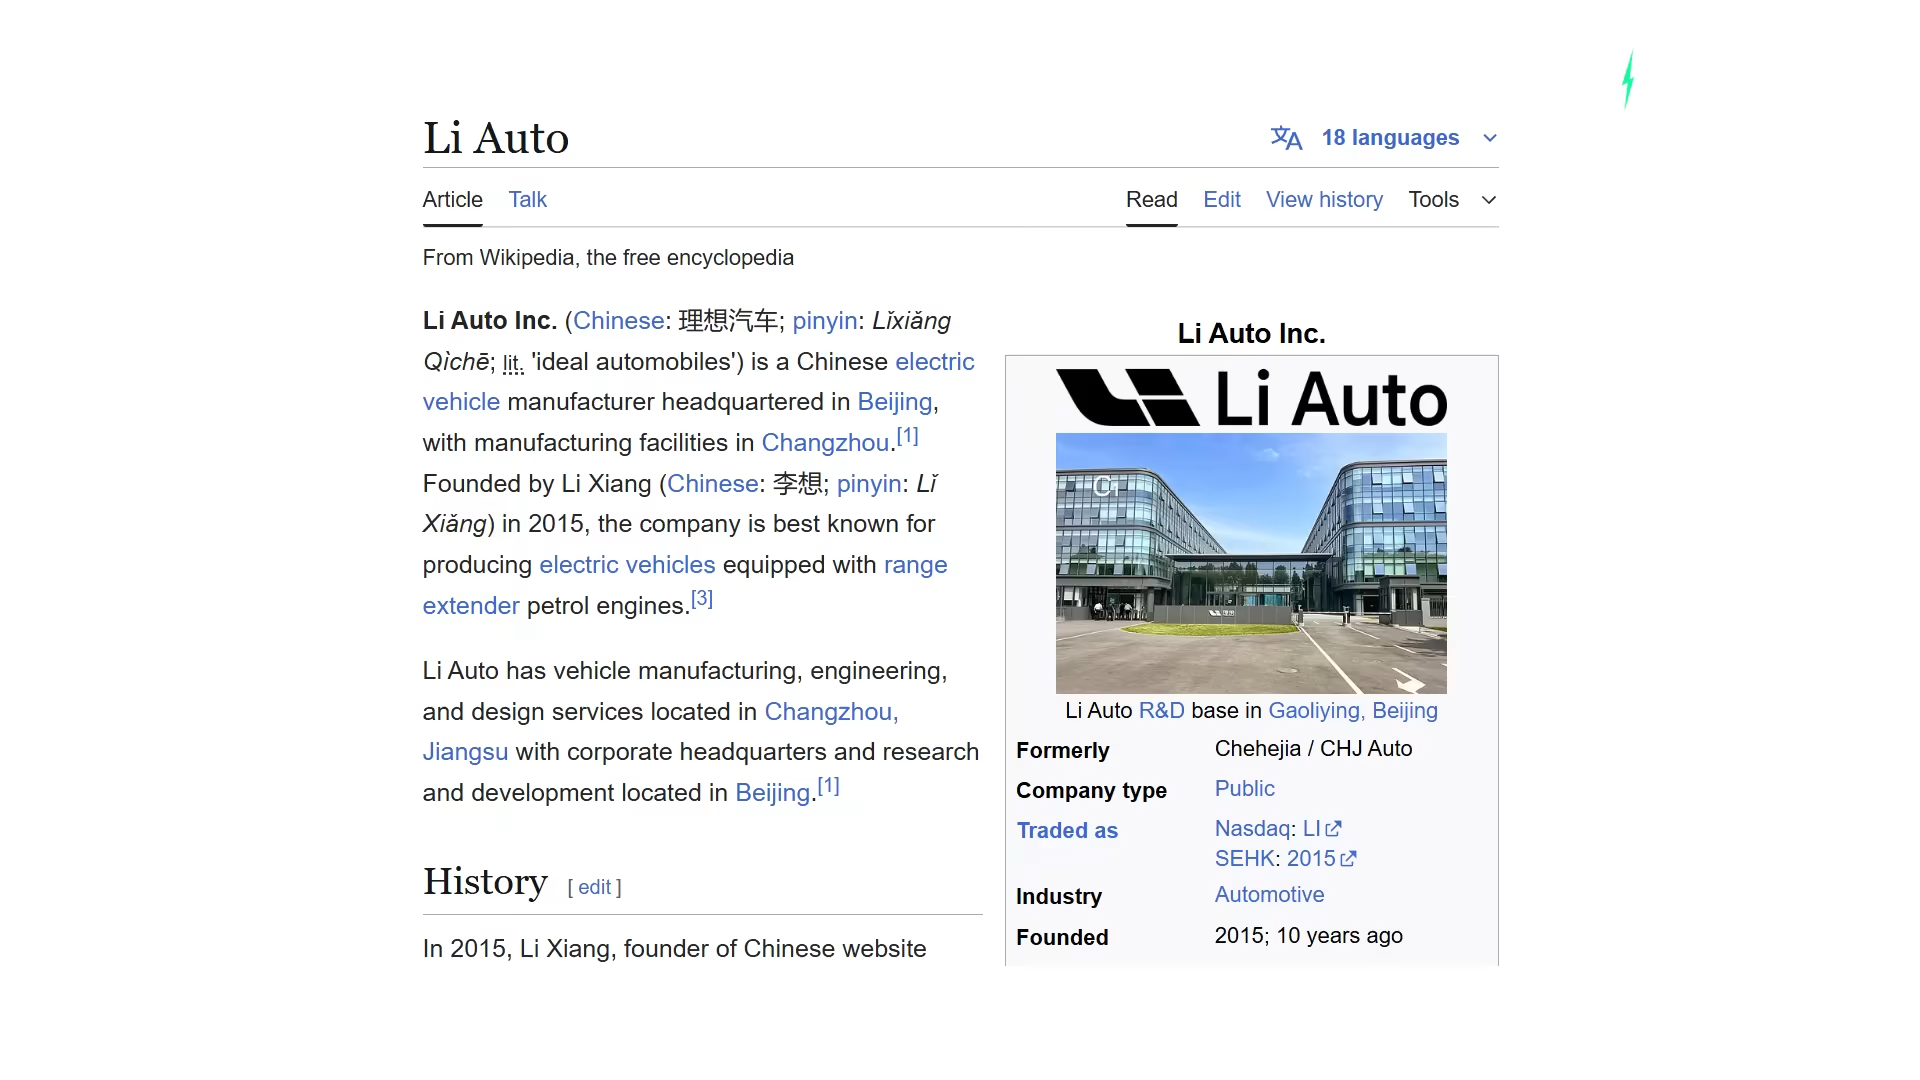 Li Auto
18 languages
Article Talk
Read Edit View history Tools
From Wikipedia, the free encyclopedia
Li Auto Inc. (Chinese: 理想汽车; pinyin: Lǐxiǎng
Qìchē; lit. 'ideal automobiles') is a Chinese electric
vehicle manufacturer headquartered in Beijing,
with manufacturing facilities in Changzhou.[1]
Founded by Li Xiang (Chinese: 李想; pinyin: Lǐ
Xiǎng) in 2015, the company is best known for
producing electric vehicles equipped with range
extender petrol engines.[3]
Li Auto has vehicle manufacturing, engineering,
and design services located in Changzhou,
Jiangsu with corporate headquarters and research
and development located in Beijing.[1]
History [ edit ]
In 2015, Li Xiang, founder of Chinese website
Li Auto Inc.
Li Auto
Li Auto R&D base in Gaoliying, Beijing
Formerly Chehejia / CHJ Auto
Company type Public
Traded as Nasdaq: LI
SEHK: 2015
Industry Automotive
Founded 2015; 10 years ago